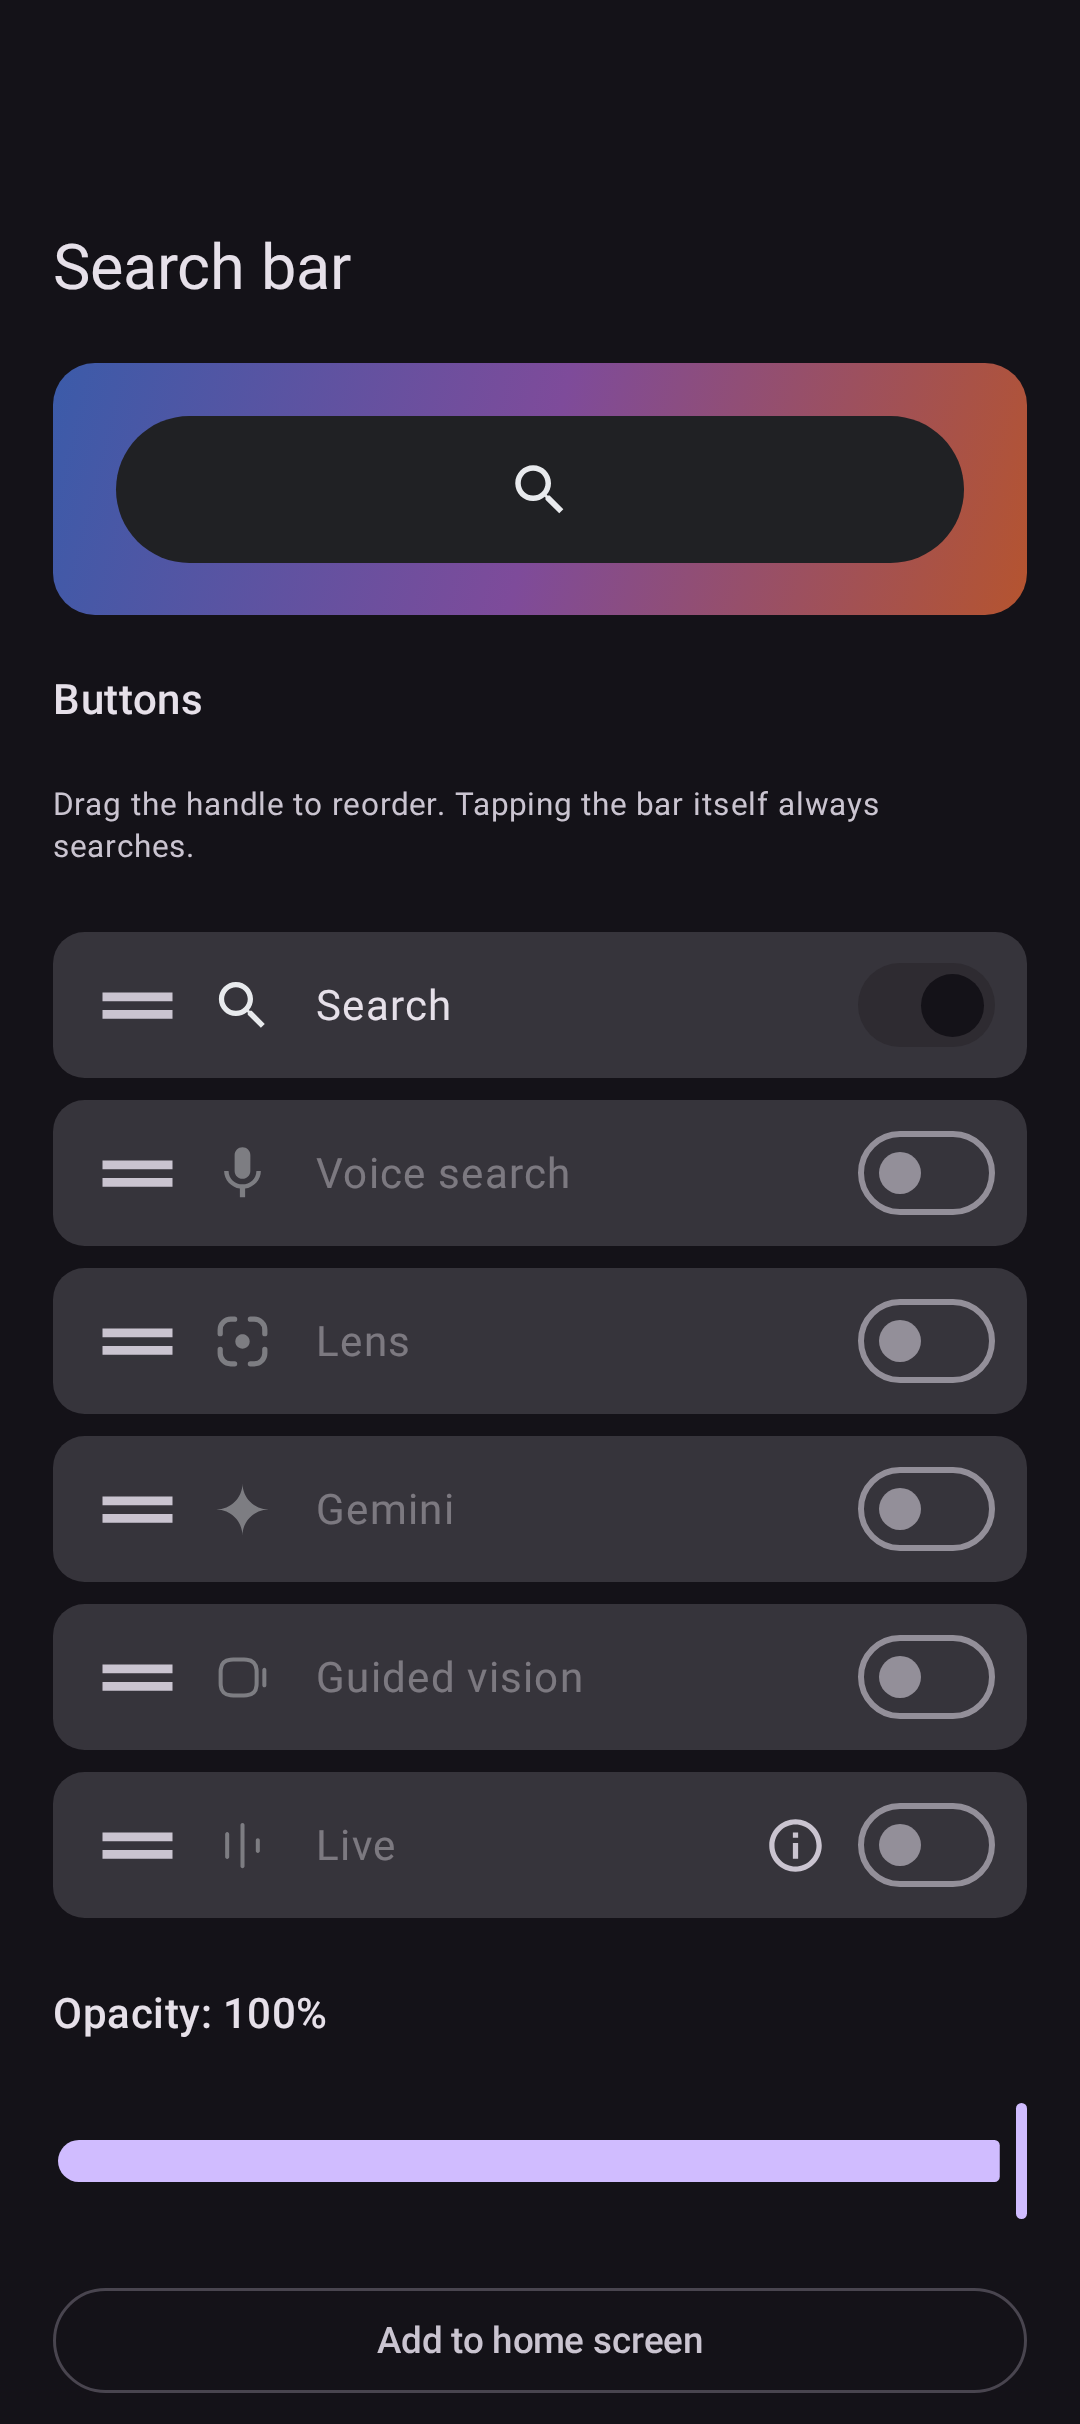 Search bar
Buttons
Drag the handle to reorder. Tapping the bar itself always
searches.
Search
Voice search
Lens
Gemini
Guided vision
Live
Opacity: 100%
Add to home screen